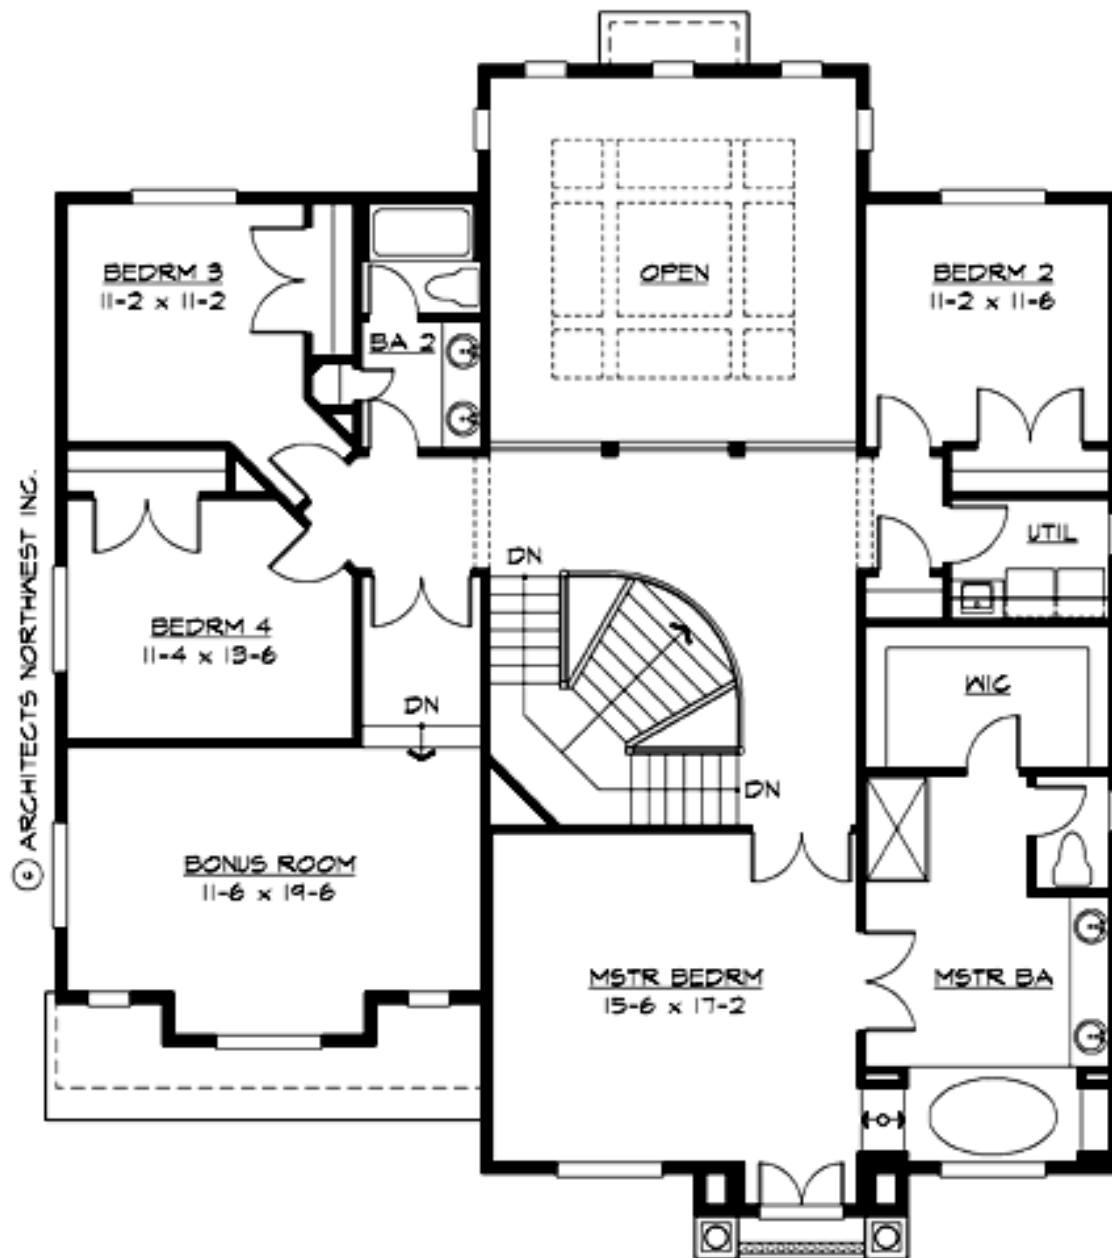 BEDRM 3
11-2 x 11-2
BA 2
OPEN
BEDRM 2
11-2 x 11-6
UTIL
DN
BEDRM 4
11-4 x 13-6
DN
WIC
DN
BONUS ROOM
11-6 x 19-6
MSTR BEDRM
15-6 x 17-2
MSTR BA
© ARCHITECTS NORTHWEST INC.